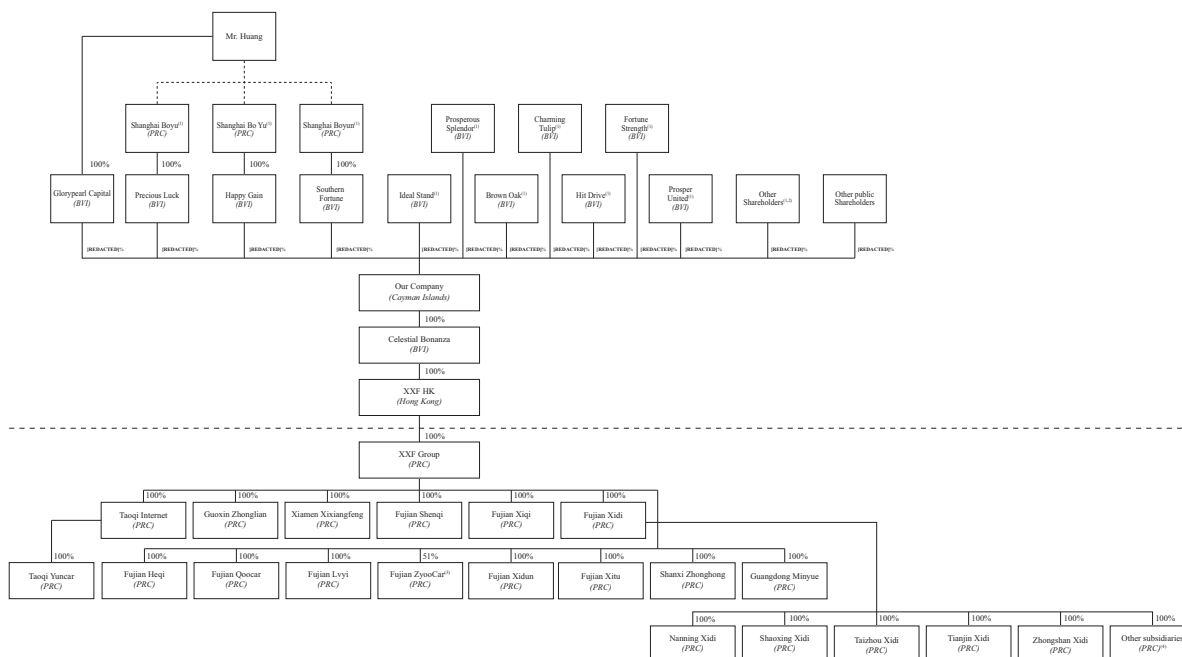 Mr. Huang
Shanghai Boyu(1)
(PRC)
Shanghai Bo Yu(1)
(PRC)
Shanghai Boyun(1)
(PRC)
Prosperous
Splendor(1)
(BVI)
Charming
Tulip(1)
(BVI)
Fortune
Strength(1)
(BVI)
100%
100%
100%
100%
Glorypearl Capital
(BVI)
Precious Luck
(BVI)
Happy Gain
(BVI)
Southern
Fortune
(BVI)
Ideal Stand(1)
(BVI)
Brown Oak(1)
(BVI)
Hit Drive(1)
(BVI)
Prosper
United(1)
(BVI)
Other
Shareholders(1,2)
Other public
Shareholders
[REDACTED]%
[REDACTED]%
[REDACTED]%
[REDACTED]%
[REDACTED]%
[REDACTED]%
[REDACTED]%
[REDACTED]%
[REDACTED]%
[REDACTED]%
[REDACTED]%
[REDACTED]%
[REDACTED]%
Our Company
(Cayman Islands)
100%
Celestial Bonanza
(BVI)
100%
XXF HK
(Hong Kong)
100%
XXF Group
(PRC)
100%
100%
100%
100%
100%
100%
Taoqi Internet
(PRC)
Guoxin Zhonglian
(PRC)
Xiamen Xixiangfeng
(PRC)
Fujian Shenqi
(PRC)
Fujian Xiqi
(PRC)
Fujian Xidi
(PRC)
100%
100%
100%
100%
51%
100%
100%
100%
100%
Taoqi Yuncar
(PRC)
Fujian Heqi
(PRC)
Fujian Qoocar
(PRC)
Fujian Lvyi
(PRC)
Fujian ZyooCar(3)
(PRC)
Fujian Xidun
(PRC)
Fujian Xitu
(PRC)
Shanxi Zhonghong
(PRC)
Guangdong Minyue
(PRC)
100%
100%
100%
100%
100%
100%
Nanning Xidi
(PRC)
Shaoxing Xidi
(PRC)
Taizhou Xidi
(PRC)
Tianjin Xidi
(PRC)
Zhongshan Xidi
(PRC)
Other subsidiaries
(PRC)(4)